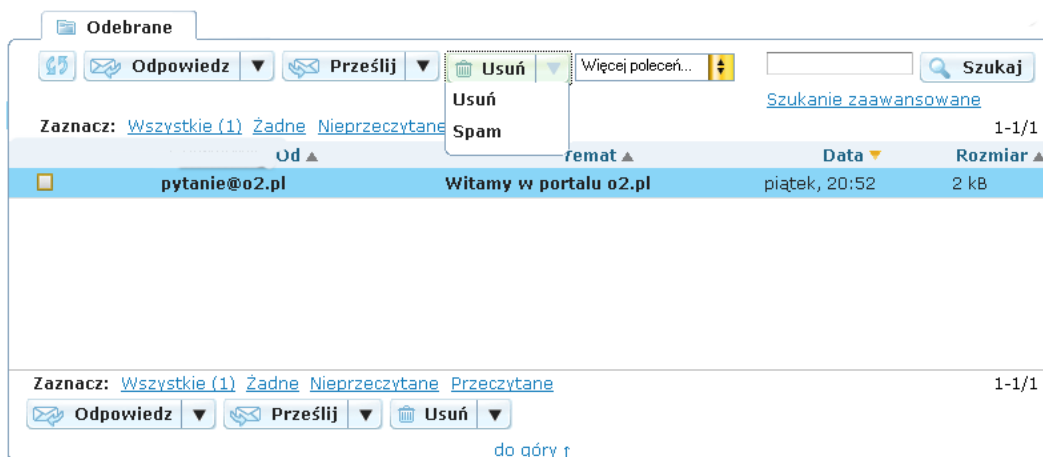 Odebrane
Odpowiedz Prześlij Usuń Więcej poleceń... Szukaj
Usuń
Szukanie zaawansowane
Zaznacz: Wszystkie (1) Żadne Nieprzeczytane
Spam
1-1/1
Od Temat Data Rozmiar
pytanie@o2.pl Witamy w portalu o2.pl piątek, 20:52 2 kB
Zaznacz: Wszystkie (1) Żadne Nieprzeczytane Przeczytane 1-1/1
Odpowiedz Prześlij Usuń
do góry ↑